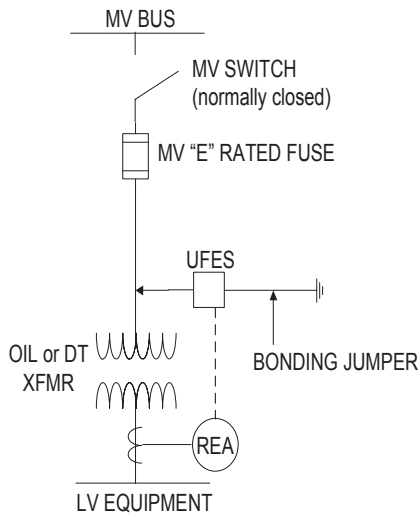 MV BUS
MV SWITCH
(normally closed)
MV “E” RATED FUSE
UFES
BONDING JUMPER
OIL or DT
XFMR
REA
LV EQUIPMENT